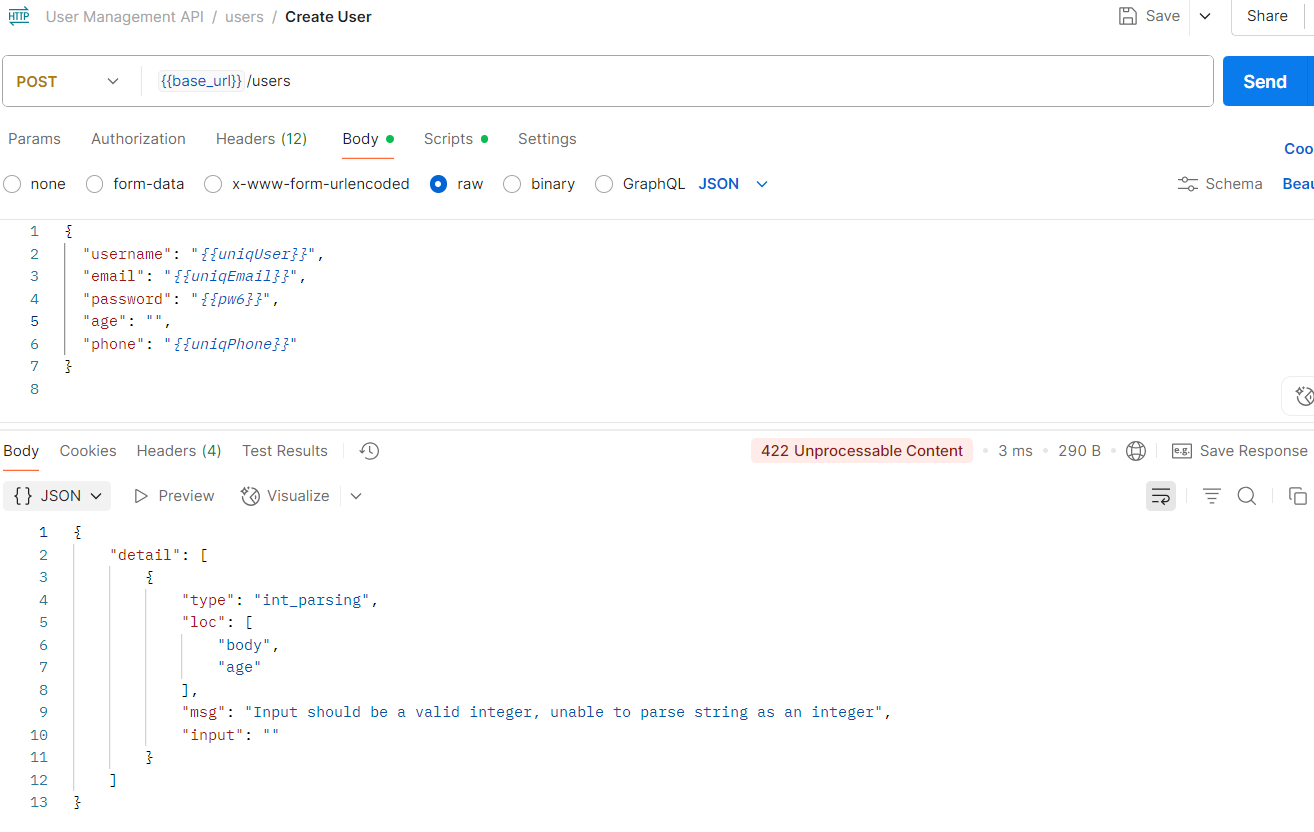 HTTP User Management API / users / Create User Save Share
POST {{base_url}} /users Send
Params Authorization Headers (12) Body Scripts Settings
Coo
none form-data x-www-form-urlencoded raw binary GraphQL JSON Schema Beau
1 {
2 "username": "{{uniqUser}}",
3 "email": "{{uniqEmail}}",
4 "password": "{{pw6}}",
5 "age": "",
6 "phone": "{{uniqPhone}}"
7 }
8
Body Cookies Headers (4) Test Results 422 Unprocessable Content • 3 ms • 290 B • e.g. Save Response
{} JSON Preview Visualize
1 {
2 "detail": [
3 {
4 "type": "int_parsing",
5 "loc": [
6 "body",
7 "age"
8 ],
9 "msg": "Input should be a valid integer, unable to parse string as an integer",
10 "input": ""
11 }
12 ]
13 }